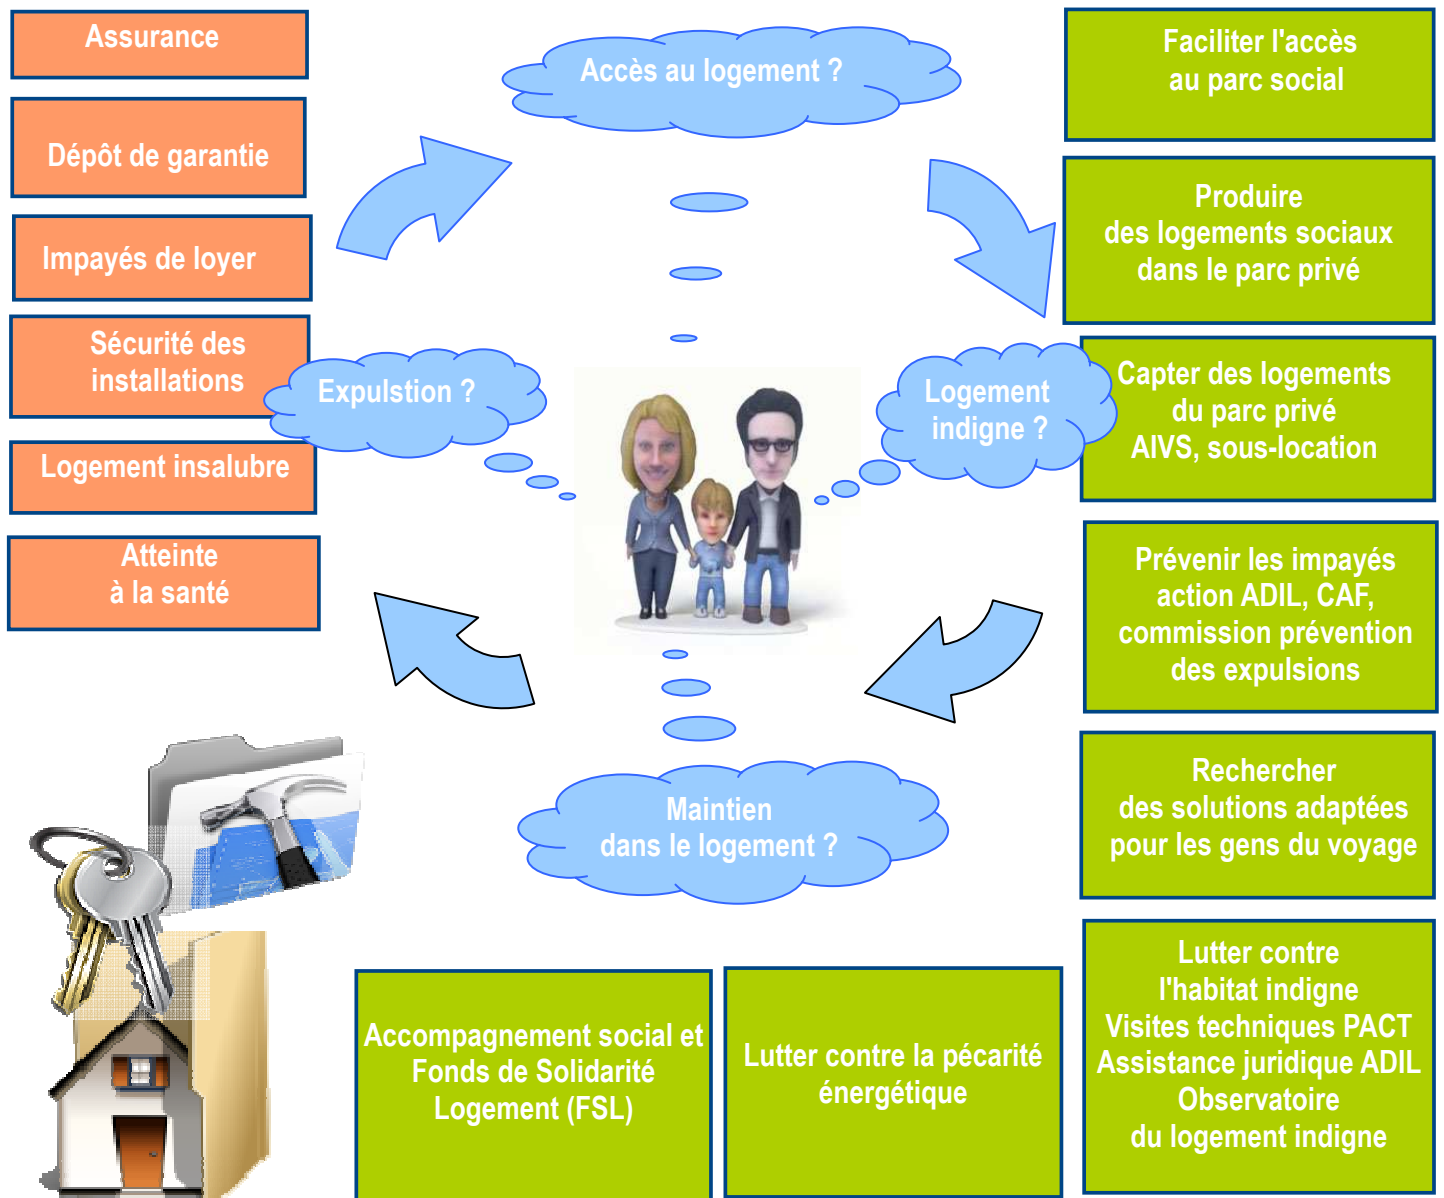 Assurance
Dépôt de garantie
Impayés de loyer
Sécurité des
installations
Logement insalubre
Atteinte
à la santé
Accès au logement ?
Expulstion ?
Logement
indigne ?
Maintien
dans le logement ?
Faciliter l'accès
au parc social
Produire
des logements sociaux
dans le parc privé
Capter des logements
du parc privé
AIVS, sous-location
Prévenir les impayés
action ADIL, CAF,
commission prévention
des expulsions
Rechercher
des solutions adaptées
pour les gens du voyage
Lutter contre
l'habitat indigne
Visites techniques PACT
Assistance juridique ADIL
Observatoire
du logement indigne
Accompagnement social et
Fonds de Solidarité
Logement (FSL)
Lutter contre la pécarité
énergétique